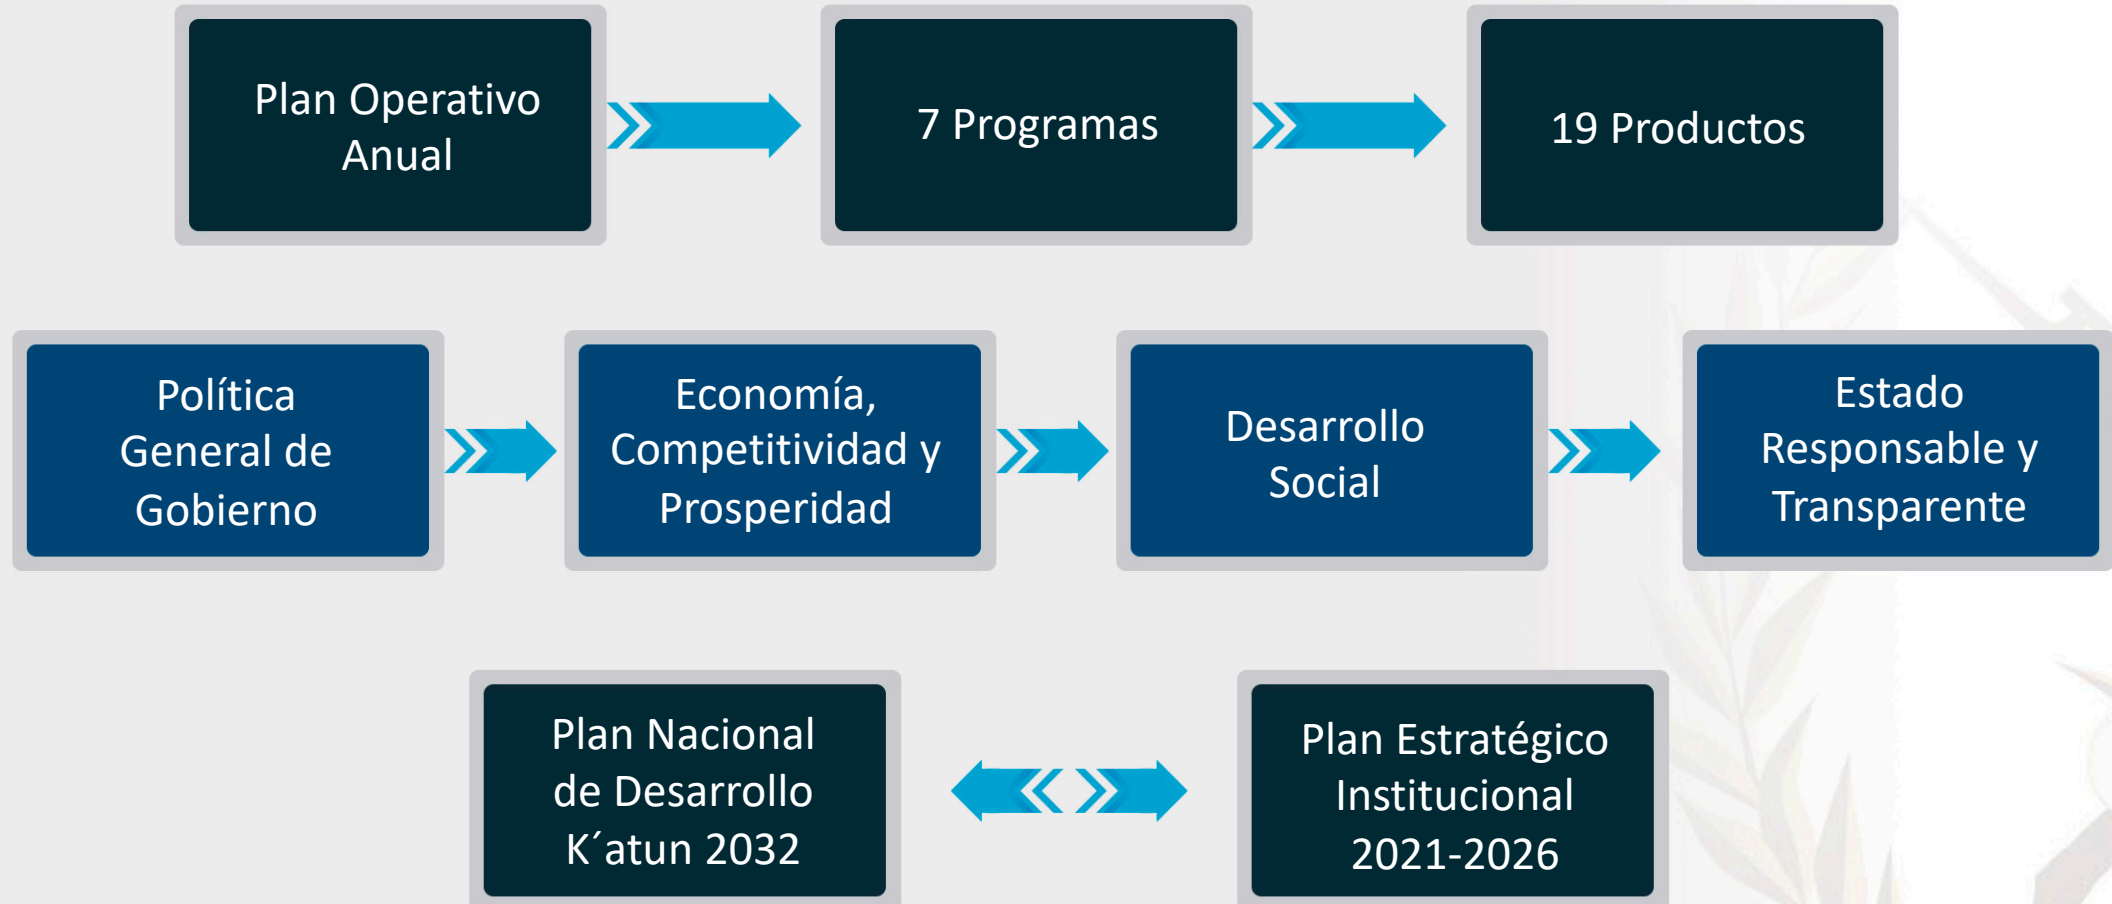 Plan Operativo
Anual
7 Programas
19 Productos
Política
General de
Gobierno
Economía,
Competitividad y
Prosperidad
Desarrollo
Social
Estado
Responsable y
Transparente
Plan Nacional
de Desarrollo
K´atun 2032
Plan Estratégico
Institucional
2021-2026